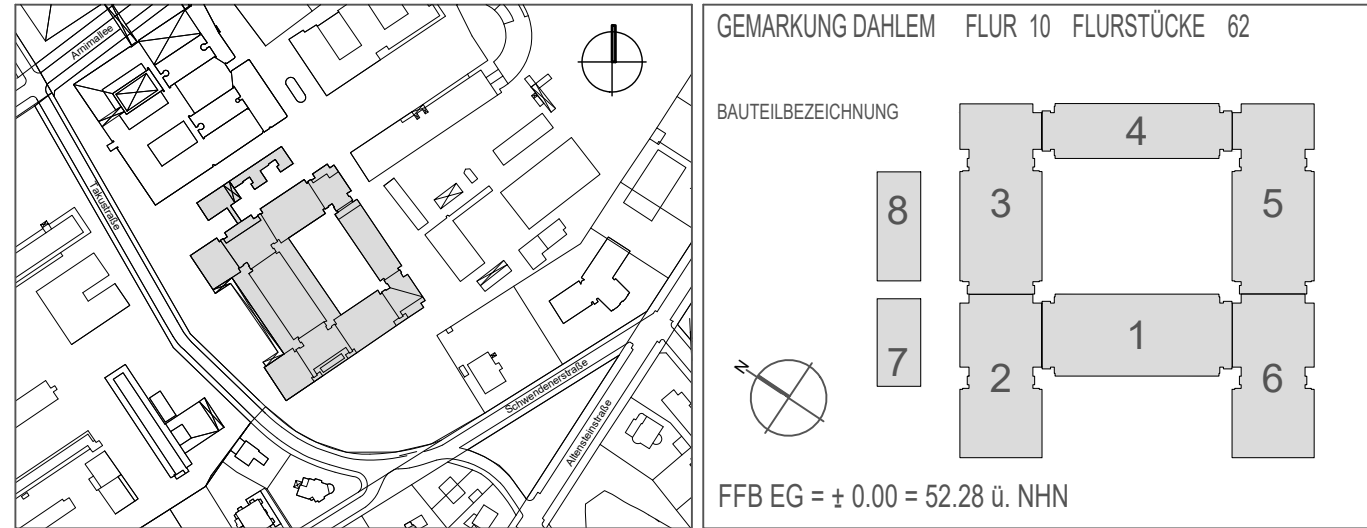 Arnimallee
Takustraße
Schwendenerstraße
Altensteinstraße
GEMARKUNG DAHLEM FLUR 10 FLURSTÜCKE 62
BAUTEILBEZEICHNUNG
4
8 3 5
1
7 2 6
N
FFB EG = ± 0.00 = 52.28 ü. NHN